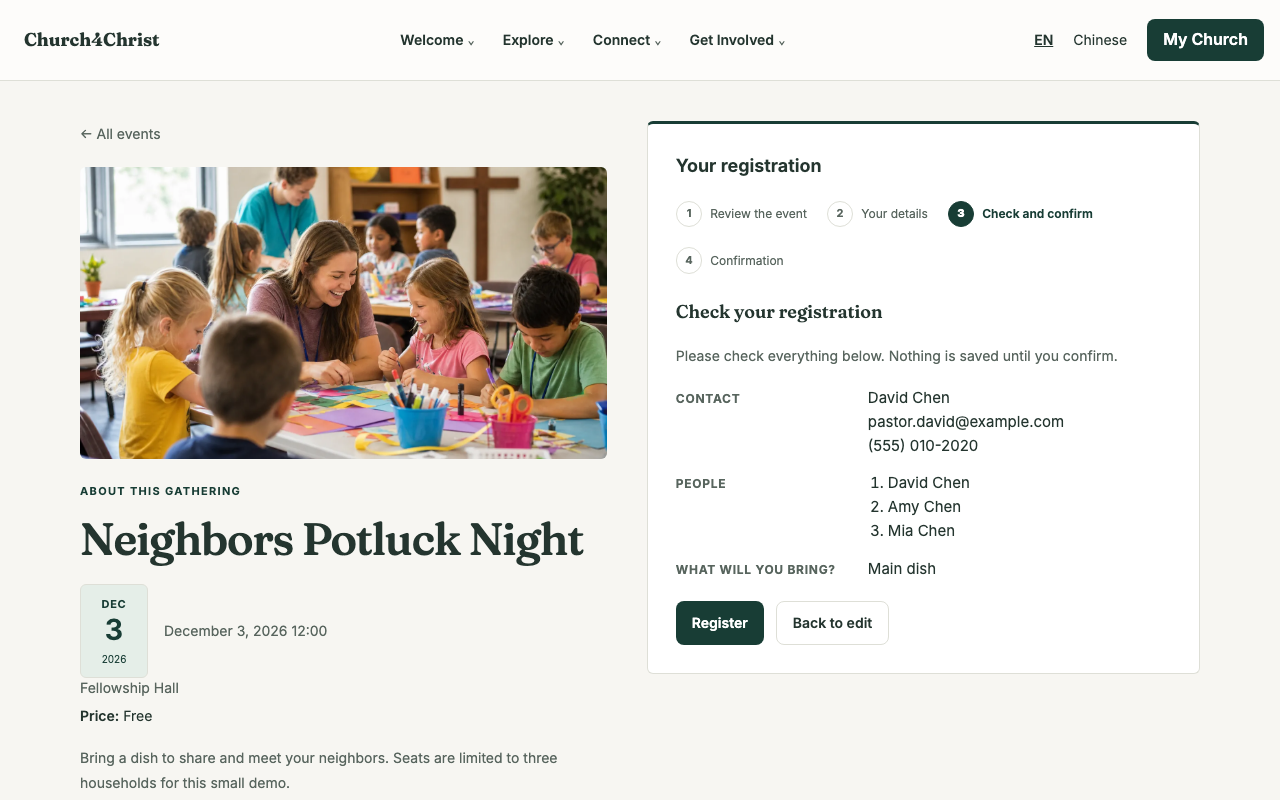 Church4Christ
Welcome
Explore
Connect
Get Involved
EN
Chinese
My Church
← All events
ABOUT THIS GATHERING
Neighbors Potluck Night
DEC
3
2026
December 3, 2026 12:00
Fellowship Hall
Price: Free
Bring a dish to share and meet your neighbors. Seats are limited to three
households for this small demo.
Your registration
1 Review the event
2 Your details
3 Check and confirm
4 Confirmation
Check your registration
Please check everything below. Nothing is saved until you confirm.
CONTACT
David Chen
pastor.david@example.com
(555) 010-2020
PEOPLE
1. David Chen
2. Amy Chen
3. Mia Chen
WHAT WILL YOU BRING? Main dish
Register
Back to edit